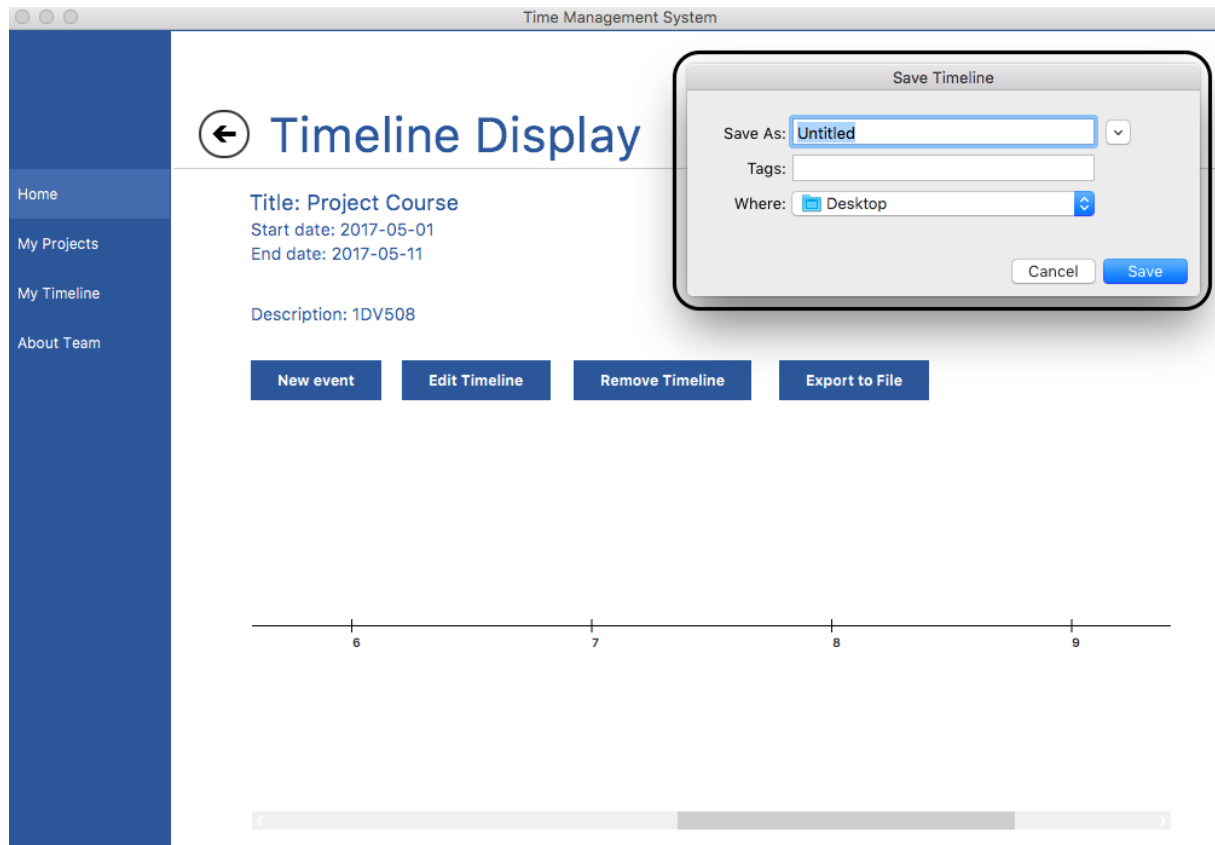 Time Management System
Save Timeline
Save As: Untitled
Tags:
Where: Desktop
Cancel Save
Timeline Display
Home
My Projects
My Timeline
About Team
Title: Project Course
Start date: 2017-05-01
End date: 2017-05-11
Description: 1DV508
New event Edit Timeline Remove Timeline Export to File
6 7 8 9